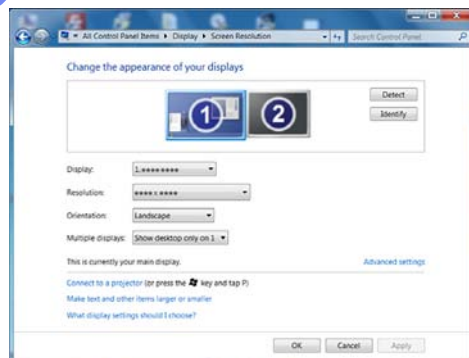 All Control Panel Items ▸ Display ▸ Screen Resolution
Search Control Panel
Change the appearance of your displays
1
2
Detect
Identify
Display: 1.********
Resolution: **** x ****
Orientation: Landscape
Multiple displays: Show desktop only on 1
This is currently your main display.
Advanced settings
Connect to a projector (or press the key and tap P)
Make text and other items larger or smaller
What display settings should I choose?
OK Cancel Apply